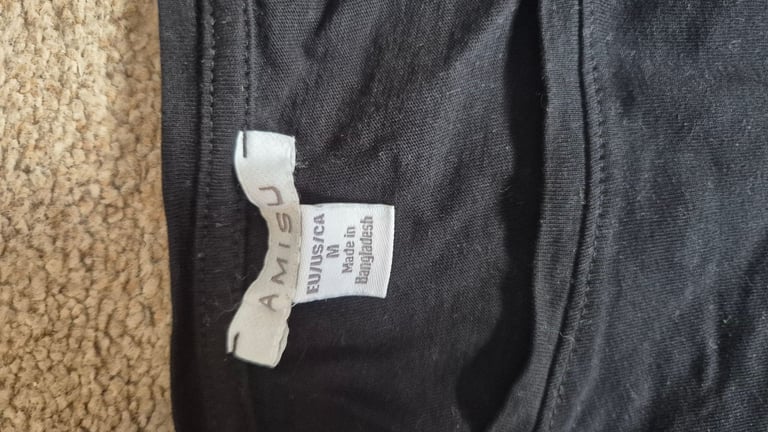 AMISU
EU/US/CA
M
Made in
Bangladesh